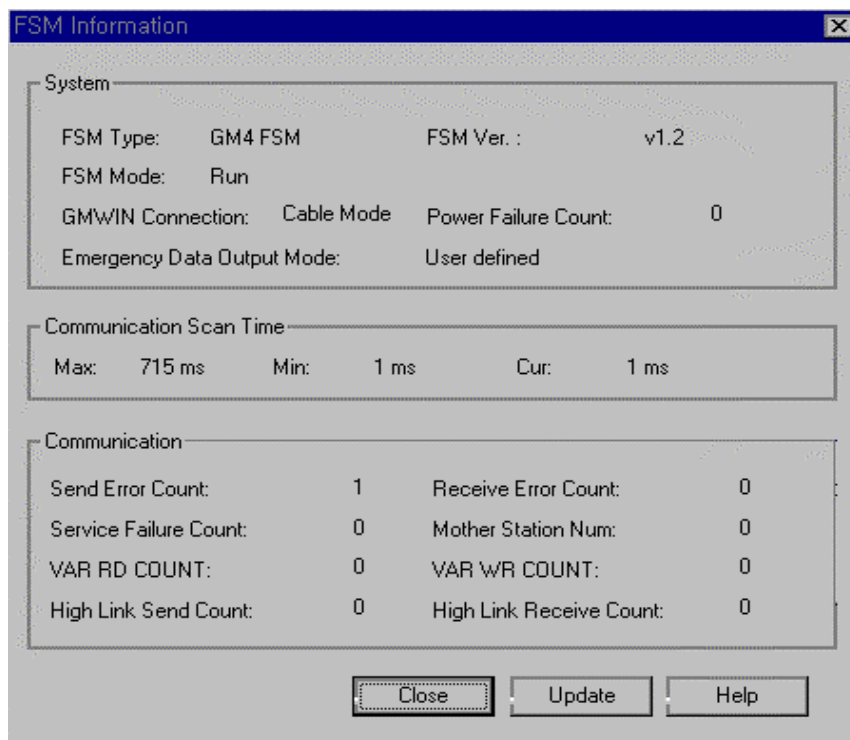 FSM Information
System
FSM Type: GM4 FSM FSM Ver. : v1.2
FSM Mode: Run
GMWIN Connection: Cable Mode Power Failure Count: 0
Emergency Data Output Mode: User defined
Communication Scan Time
Max: 715 ms Min: 1 ms Cur: 1 ms
Communication
Send Error Count: 1 Receive Error Count: 0
Service Failure Count: 0 Mother Station Num: 0
VAR RD COUNT: 0 VAR WR COUNT: 0
High Link Send Count: 0 High Link Receive Count: 0
Close Update Help